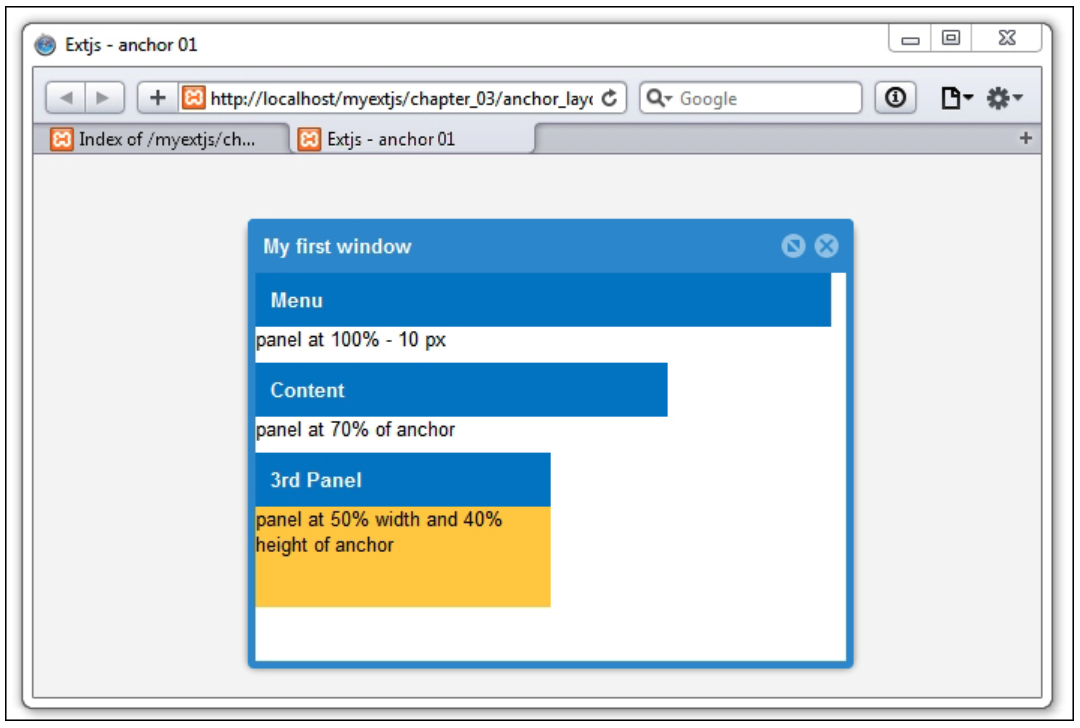 Extjs - anchor 01
http://localhost/myextjs/chapter_03/anchor_layo
Google
Index of /myextjs/ch...
Extjs - anchor 01
My first window
Menu
panel at 100% - 10 px
Content
panel at 70% of anchor
3rd Panel
panel at 50% width and 40%
height of anchor